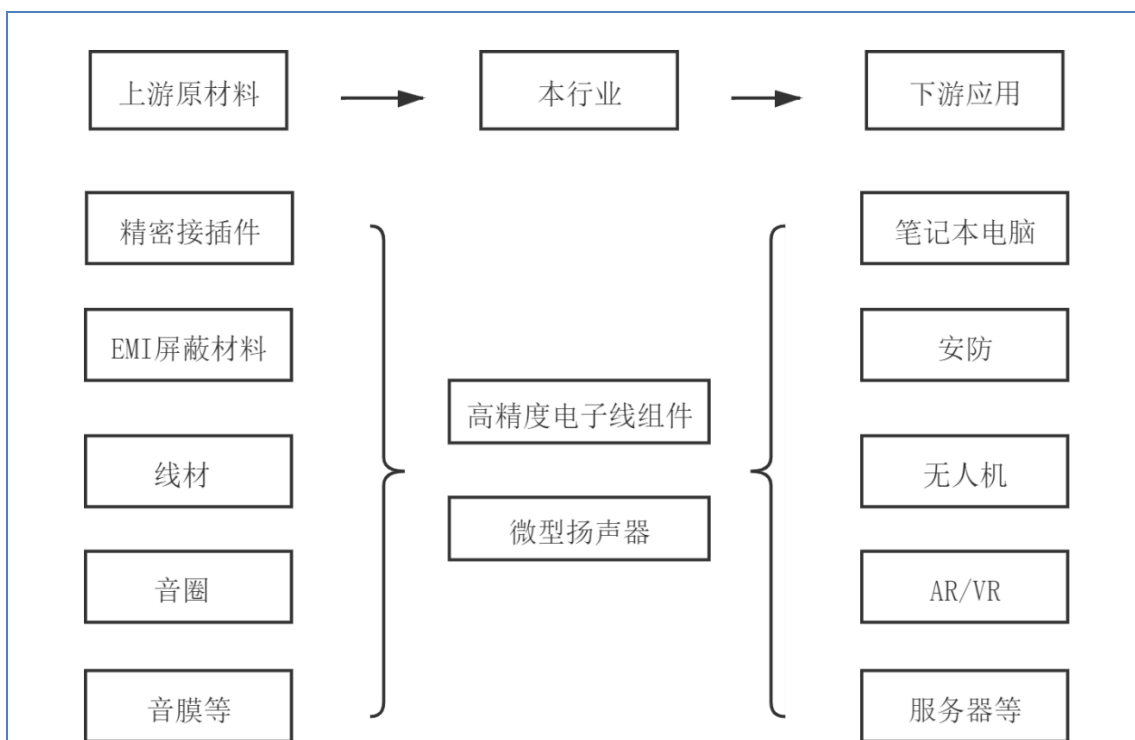 上游原材料
本行业
下游应用
精密接插件
EMI屏蔽材料
线材
音圈
音膜等
高精度电子线组件
微型扬声器
笔记本电脑
安防
无人机
AR/VR
服务器等